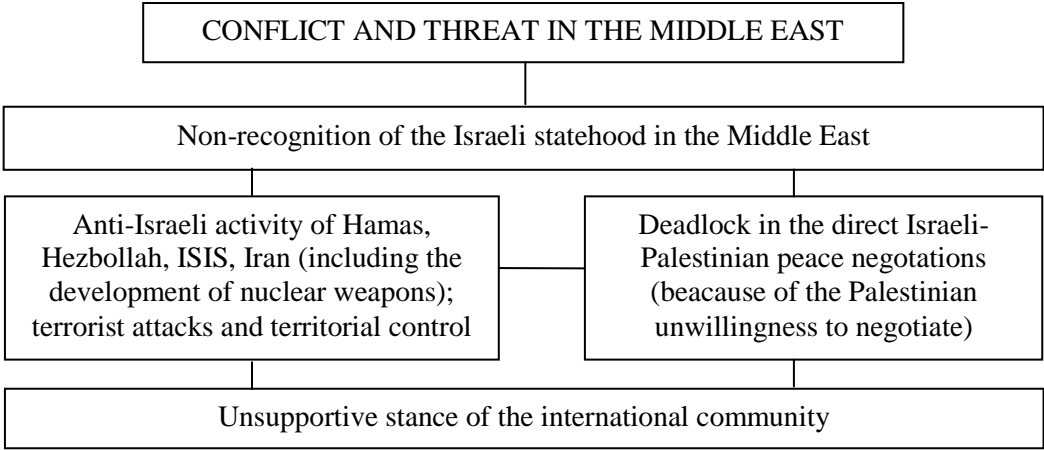 CONFLICT AND THREAT IN THE MIDDLE EAST
Non-recognition of the Israeli statehood in the Middle East
Anti-Israeli activity of Hamas,
Hezbollah, ISIS, Iran (including the
development of nuclear weapons);
terrorist attacks and territorial control
Deadlock in the direct Israeli-
Palestinian peace negotations
(beacause of the Palestinian
unwillingness to negotiate)
Unsupportive stance of the international community